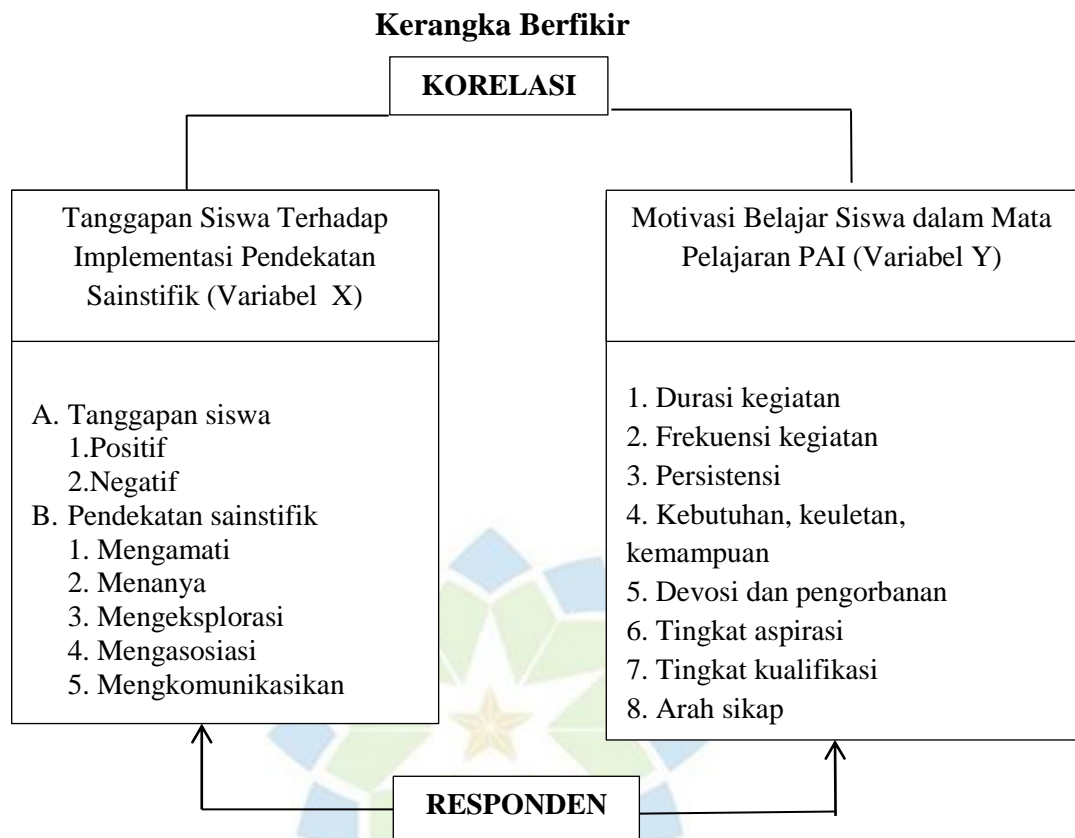 Kerangka Berfikir
KORELASI
Tanggapan Siswa Terhadap
Implementasi Pendekatan
Sainstifik (Variabel  X)
A. Tanggapan siswa
1.Positif
2.Negatif
B. Pendekatan sainstifik
1. Mengamati
2. Menanya
3. Mengeksplorasi
4. Mengasosiasi
5. Mengkomunikasikan
Motivasi Belajar Siswa dalam Mata
Pelajaran PAI (Variabel Y)
1. Durasi kegiatan
2. Frekuensi kegiatan
3. Persistensi
4. Kebutuhan, keuletan,
kemampuan
5. Devosi dan pengorbanan
6. Tingkat aspirasi
7. Tingkat kualifikasi
8. Arah sikap
RESPONDEN